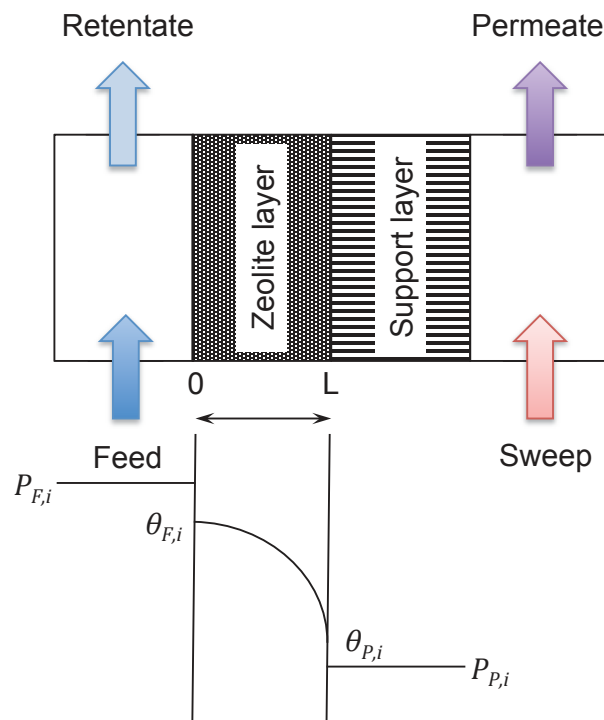 Retentate
Permeate
Zeolite layer
Support layer
0
L
Feed
Sweep
P_{F,i}
θ_{F,i}
θ_{P,i}
P_{P,i}